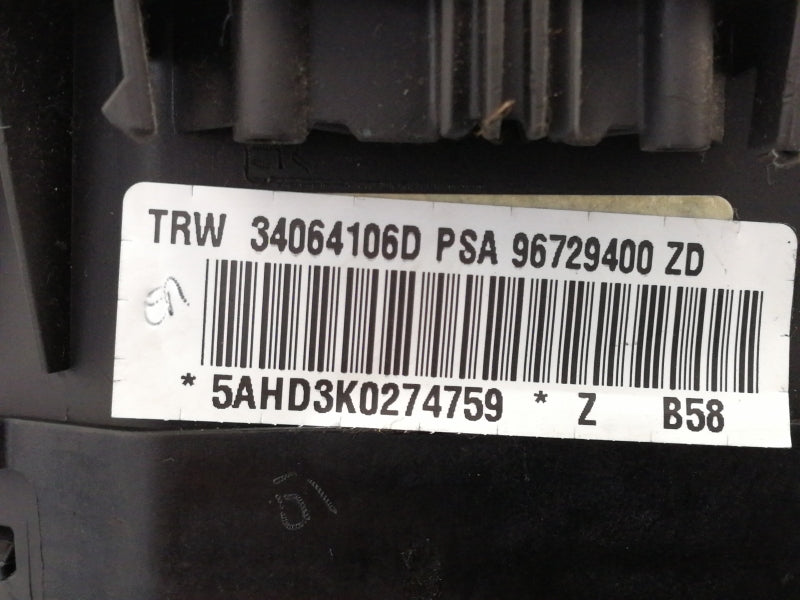 TRW 34064106D PSA 96729400 ZD
* 5AHD3K0274759 * Z B58